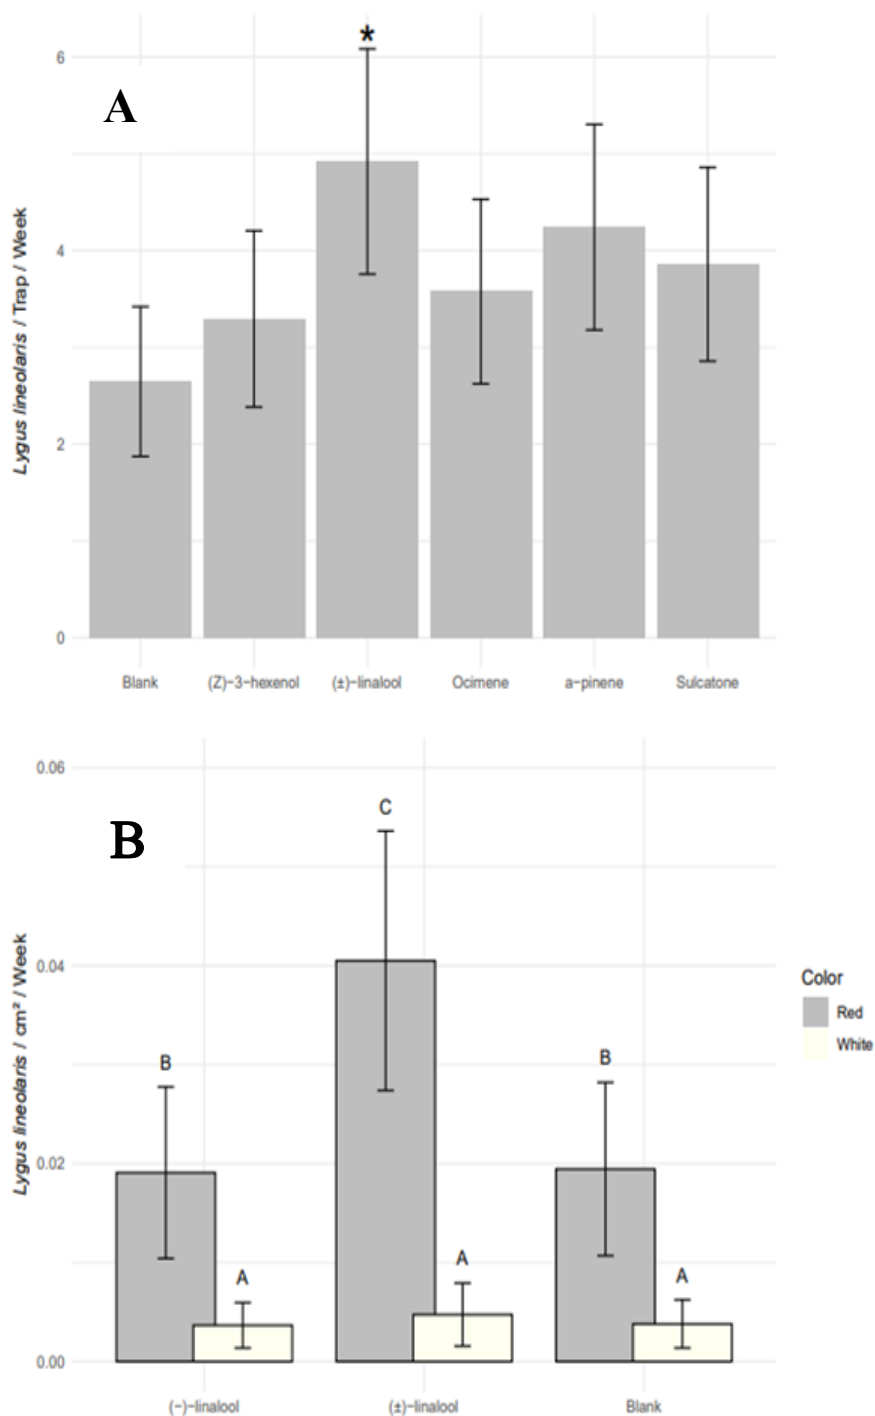 *
6
A
4
2
0
Lygus lineolaris / Trap / Week
Blank (Z)−3−hexenol (±)−linalool Ocimene a−pinene Sulcatone
0.06
C
B
0.04
B
B
0.02
A
A
A
0.00
Lygus lineolaris / cm² / Week
(−)−linalool (±)−linalool Blank
Color
Red
White